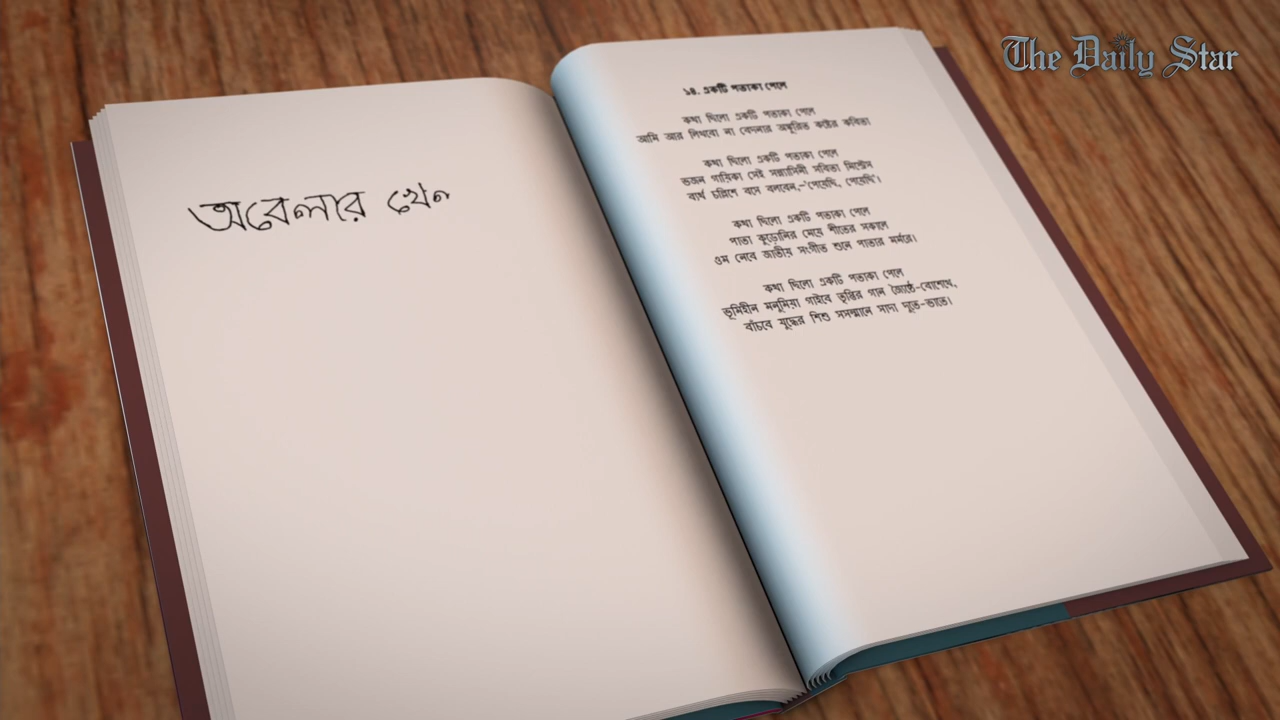 The Daily Star
অবেলার খেল
১৪. একটি পতাকা পেলে
কথা ছিলো একটি পতাকা পেলে
আমি আর লিখবো না বেদনার অঙ্কুরিত কষ্টের কবিতা
কথা ছিলো একটি পতাকা পেলে
ভজন গায়িকা সেই সন্ন্যাসিনী সবিতা মিস্ট্রেস
ব্যর্থ চল্লিশে বসে বলবেন,–'পেয়েছি, পেয়েছি'।
কথা ছিলো একটি পতাকা পেলে
পাতা কুড়োনির মেয়ে শীতের সকালে
ওম নেবে জাতীয় সংগীত শুনে পাতার মর্মরে।
কথা ছিলো একটি পতাকা পেলে
ভূমিহীন মনুমিয়া গাইবে তৃপ্তির গান জ্যৈষ্ঠে-বোশেখে,
বাঁচবে যুদ্ধের শিশু সসম্মানে সাদা দুতে-ভাতে।